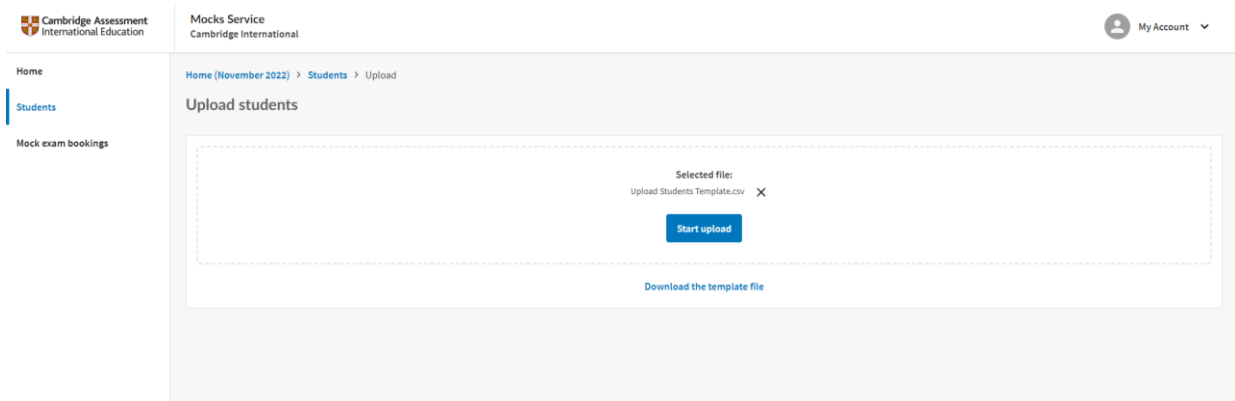 Cambridge Assessment
International Education
Mocks Service
Cambridge International
My Account
Home
Students
Mock exam bookings
Home (November 2022) > Students > Upload
Upload students
Selected file:
Upload Students Template.csv
Start upload
Download the template file